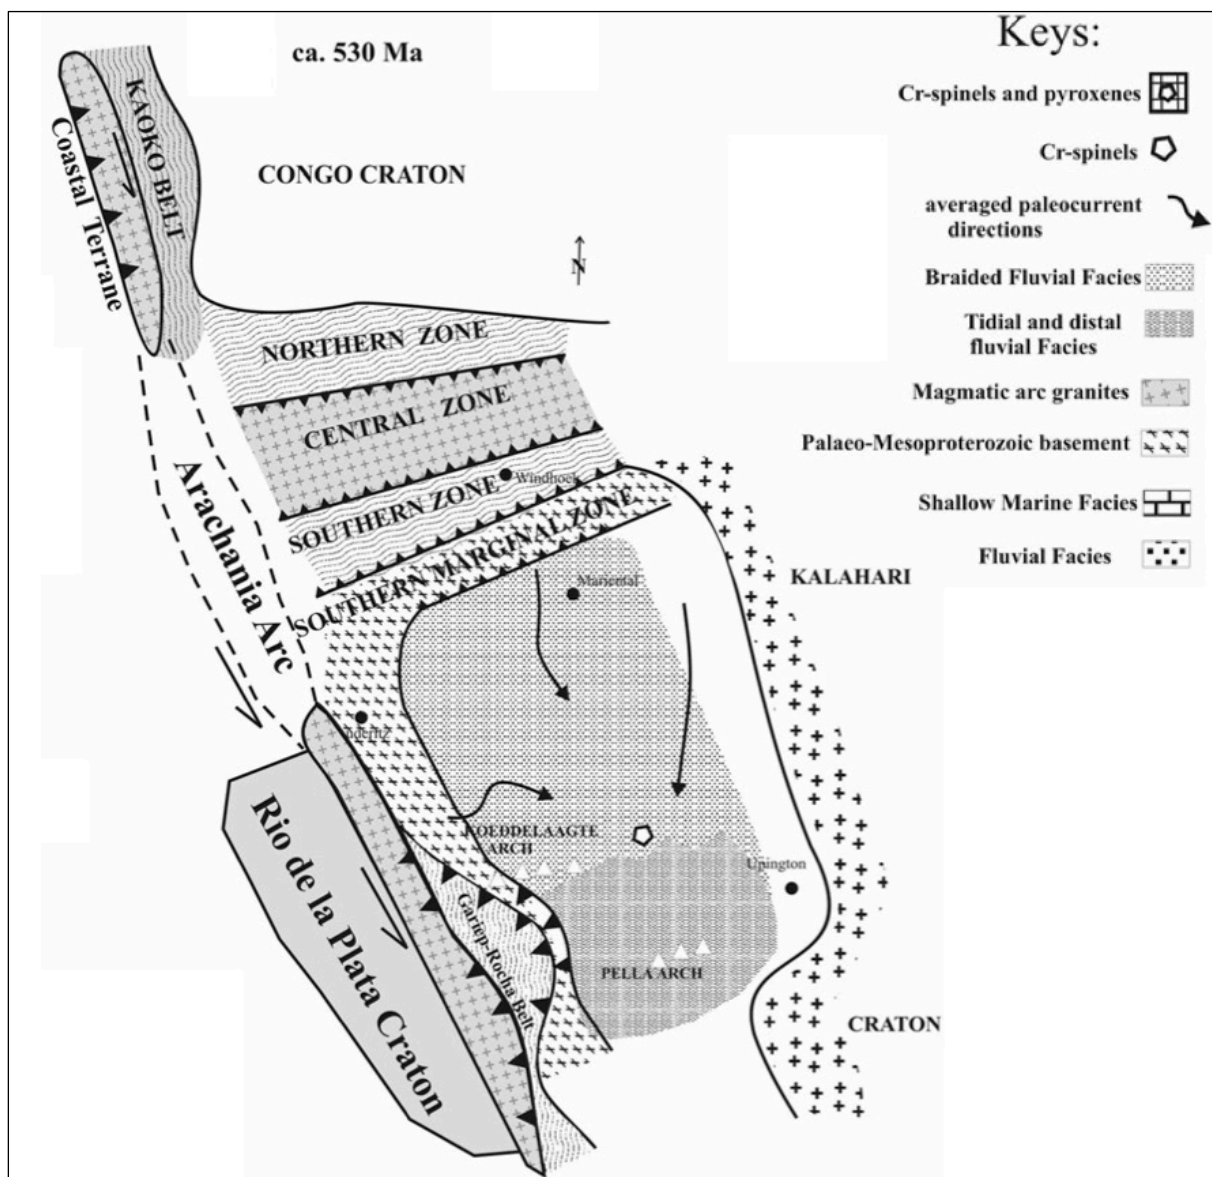 ca. 530 Ma
Keys:
Cr-spinels and pyroxenes
Cr-spinels
averaged paleocurrent
directions
Braided Fluvial Facies
Tidial and distal
fluvial Facies
Magmatic arc granites
Palaeo-Mesoproterozoic basement
Shallow Marine Facies
Fluvial Facies
KAOKO BELT
Coastal Terrane
CONGO CRATON
N
NORTHERN ZONE
CENTRAL ZONE
SOUTHERN ZONE
Windhoek
SOUTHERN MARGINAL ZONE
Arachania Arc
Mariental
KALAHARI
Rio de la Plata Craton
ARCH
Upington
Gariep-Rocha Belt
PELLA ARCH
CRATON